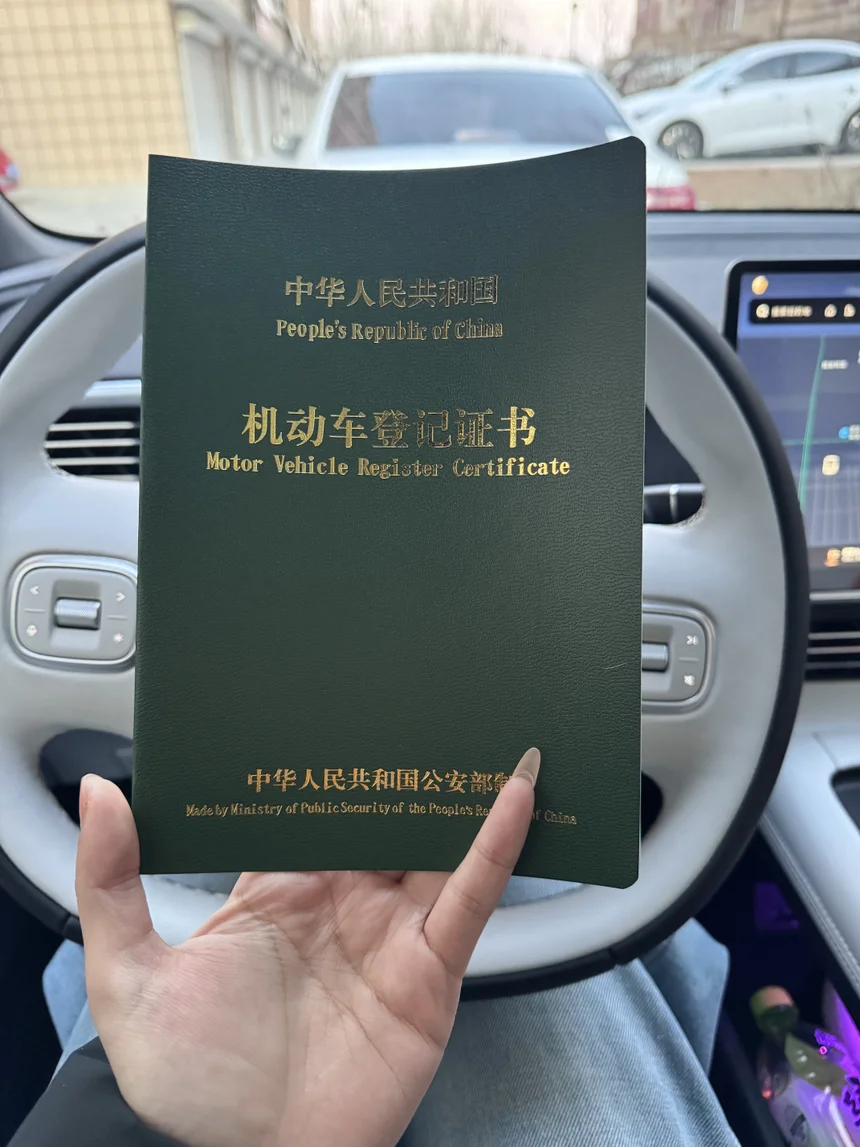 中华人民共和国
People's Republic of China
机动车登记证书
Motor Vehicle Register Certificate
中华人民共和国公安部制
Made by Ministry of Public Security of the People's Re of China